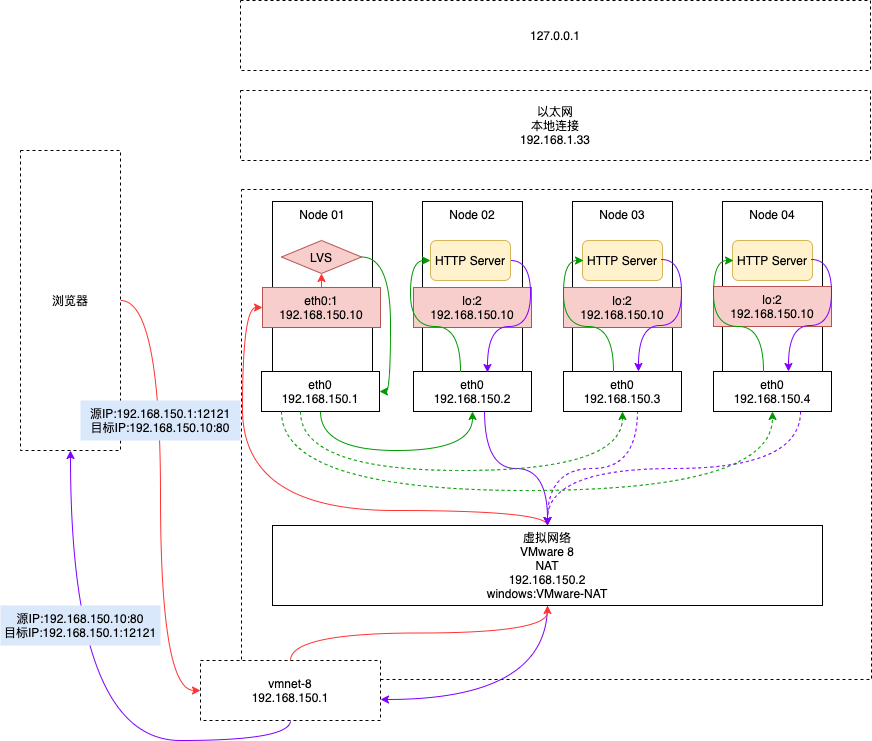 127.0.0.1
以太网
本地连接
192.168.1.33
浏览器
Node 01
LVS
eth0:1
192.168.150.10
eth0
192.168.150.1
Node 02
HTTP Server
lo:2
192.168.150.10
eth0
192.168.150.2
Node 03
HTTP Server
lo:2
192.168.150.10
eth0
192.168.150.3
Node 04
HTTP Server
lo:2
192.168.150.10
eth0
192.168.150.4
源IP:192.168.150.1:12121
目标IP:192.168.150.10:80
虚拟网络
VMware 8
NAT
192.168.150.2
windows:VMware-NAT
源IP:192.168.150.10:80
目标IP:192.168.150.1:12121
vmnet-8
192.168.150.1